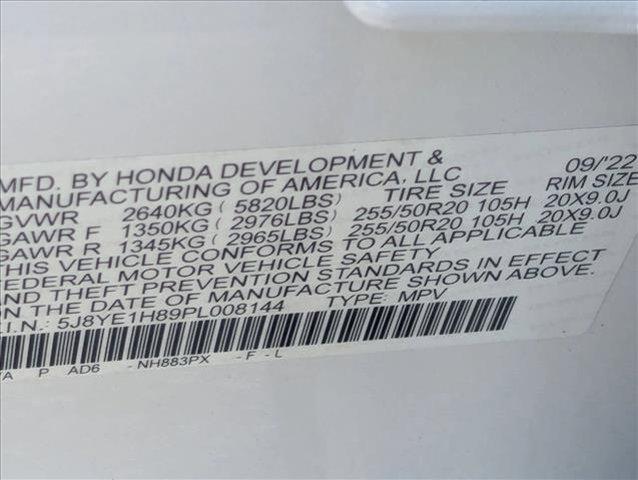 MFD. BY HONDA DEVELOPMENT & 09/'22
MANUFACTURING OF AMERICA, LLC
GVWR 2640KG (5820LBS) TIRE SIZE RIM SIZE
GAWR F 1350KG (2976LBS) 255/50R20 105H 20X9.0J
GAWR R 1345KG (2965LBS) 255/50R20 105H 20X9.0J
THIS VEHICLE CONFORMS TO ALL APPLICABLE
FEDERAL MOTOR VEHICLE SAFETY
AND THEFT PREVENTION STANDARDS IN EFFECT
ON THE DATE OF MANUFACTURE SHOWN ABOVE.
.I.N.: 5J8YE1H89PL008144 TYPE: MPV
P AD6 - NH883PX - F - L